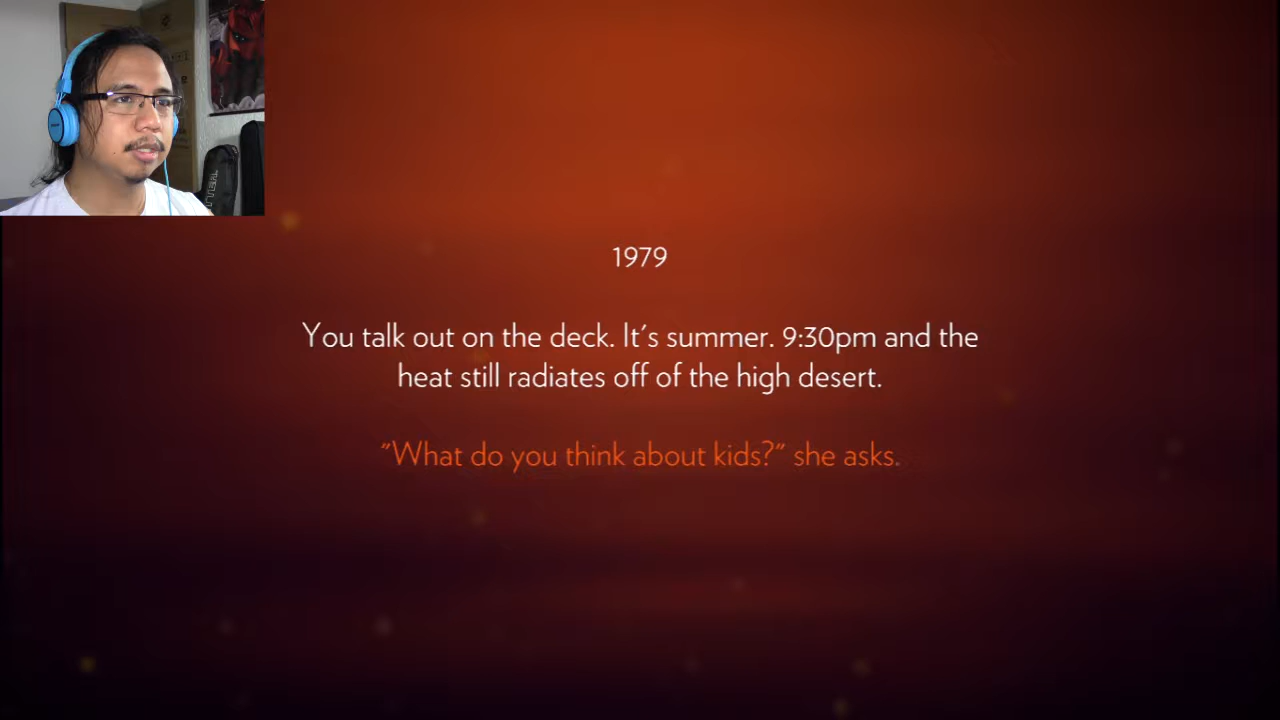 1979
You talk out on the deck. It's summer. 9:30pm and the
heat still radiates off of the high desert.
"What do you think about kids?" she asks.